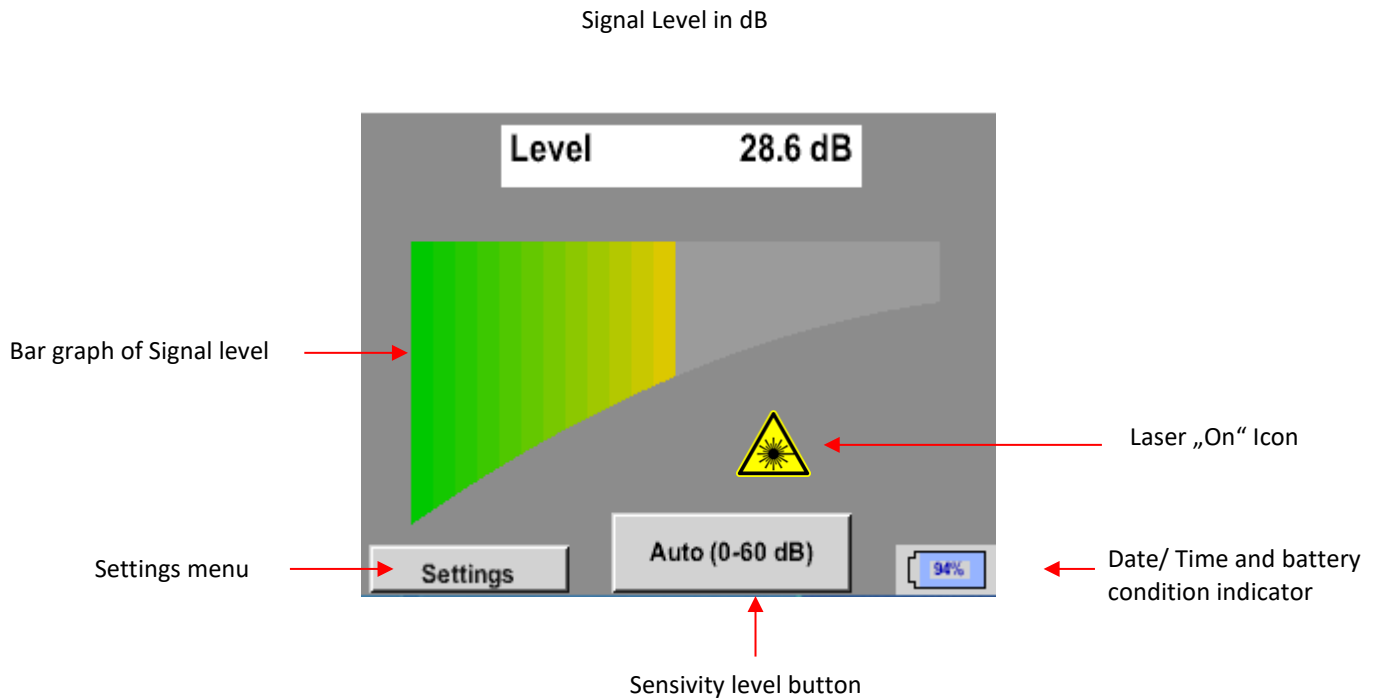 Signal Level in dB
Level 28.6 dB
Bar graph of Signal level
Laser „On“ Icon
Settings menu
Settings
Auto (0-60 dB)
94%
Date/ Time and battery
condition indicator
Sensivity level button